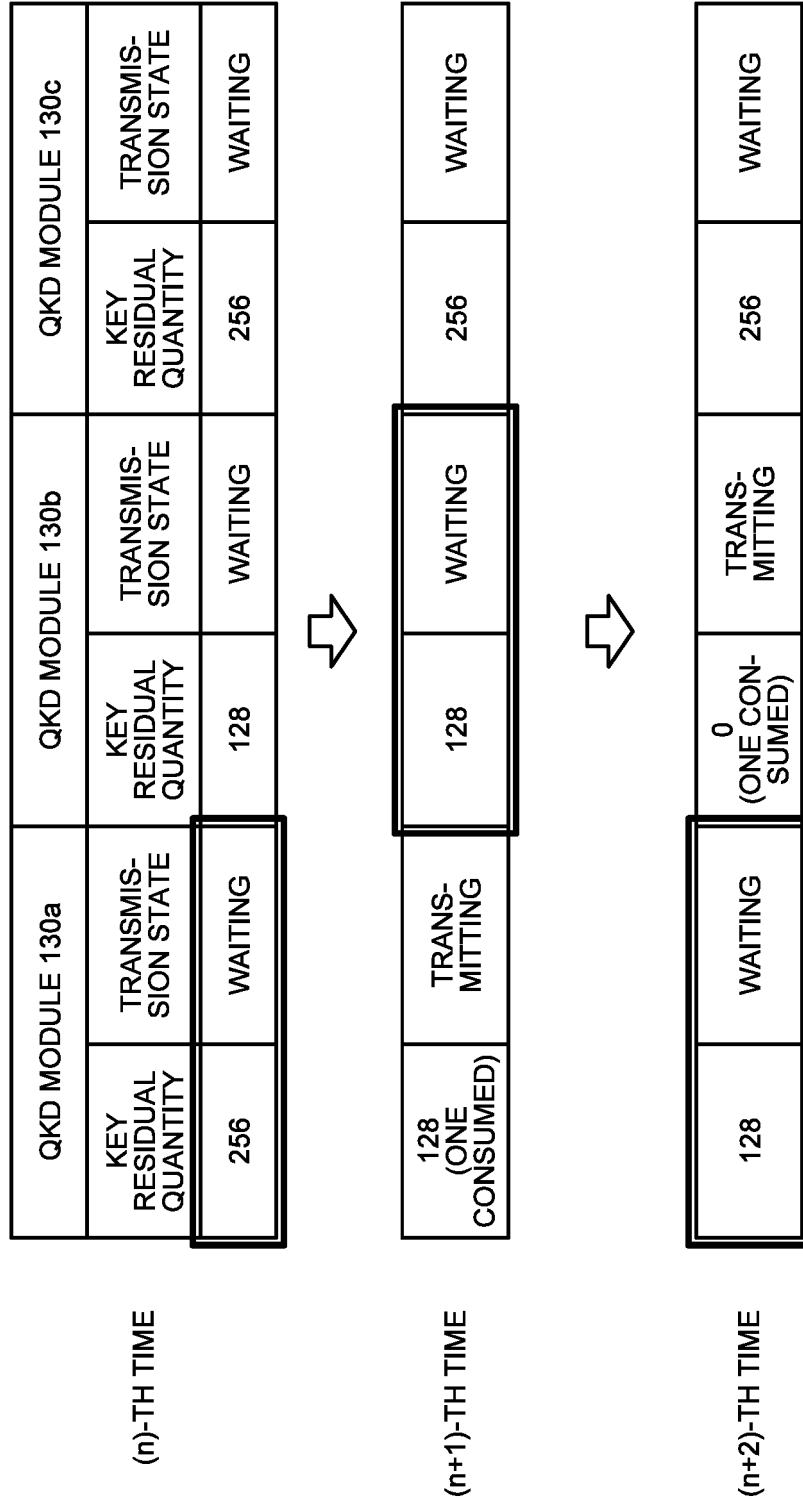 QKD MODULE 130a
QKD MODULE 130b
QKD MODULE 130c
KEY
RESIDUAL
QUANTITY
TRANSMIS-
SION STATE
KEY
RESIDUAL
QUANTITY
TRANSMIS-
SION STATE
KEY
RESIDUAL
QUANTITY
TRANSMIS-
SION STATE
(n)-TH TIME
256
WAITING
128
WAITING
256
WAITING
(n+1)-TH TIME
128
(ONE
CONSUMED)
TRANS-
MITTING
128
WAITING
256
WAITING
(n+2)-TH TIME
128
WAITING
0
(ONE CON-
SUMED)
TRANS-
MITTING
256
WAITING